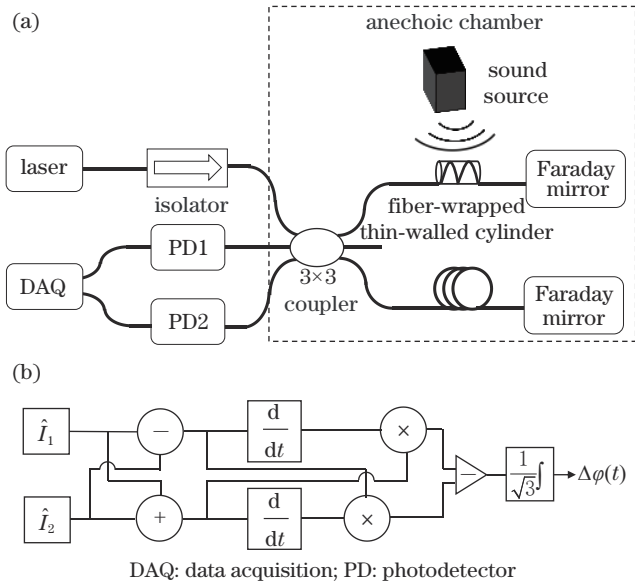 (a)
anechoic chamber
sound
source
laser
isolator
Faraday
mirror
fiber-wrapped
thin-walled cylinder
PD1
DAQ
PD2
3×3
coupler
Faraday
mirror
(b)
Î₁
−
d
dt
×
−
1
√3
∫
Δφ(t)
Î₂
+
d
dt
×
DAQ: data acquisition; PD: photodetector